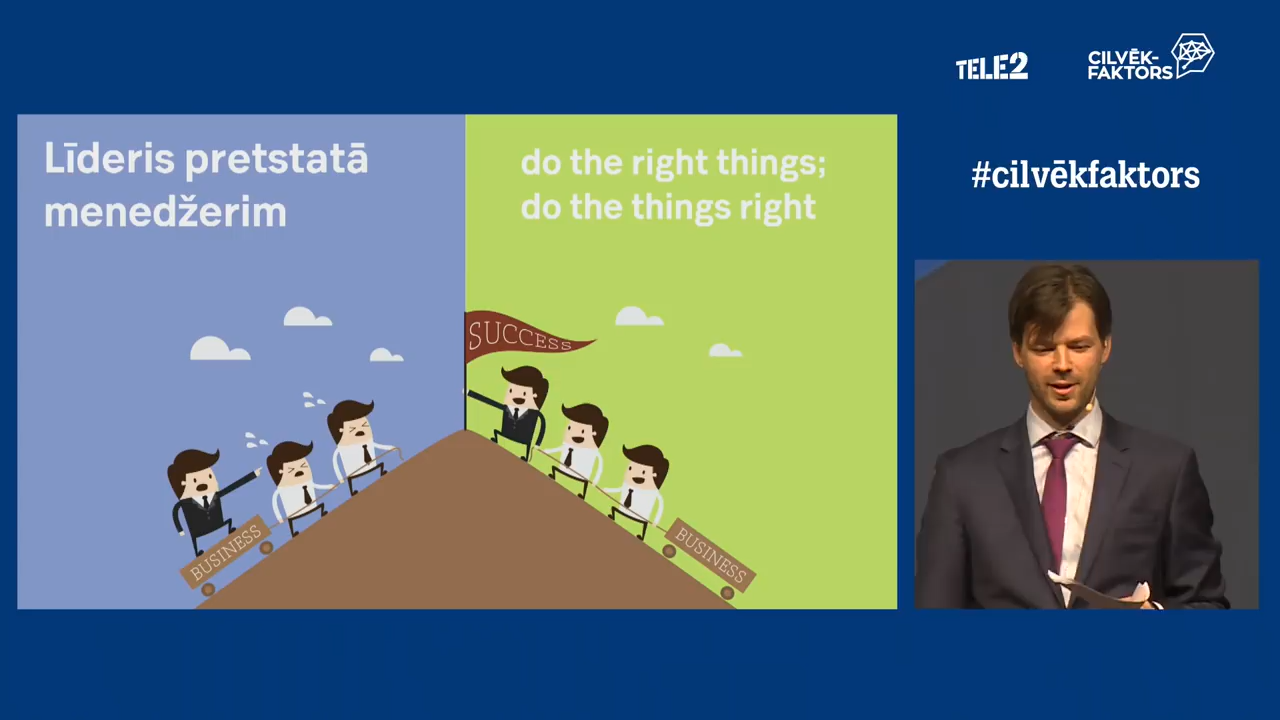 TELE2
CILVĒK-
FAKTORS
Līderis pretstatā
menedžerim
do the right things;
do the things right
#cilvēkfaktors
SUCCESS
BUSINESS
BUSINESS